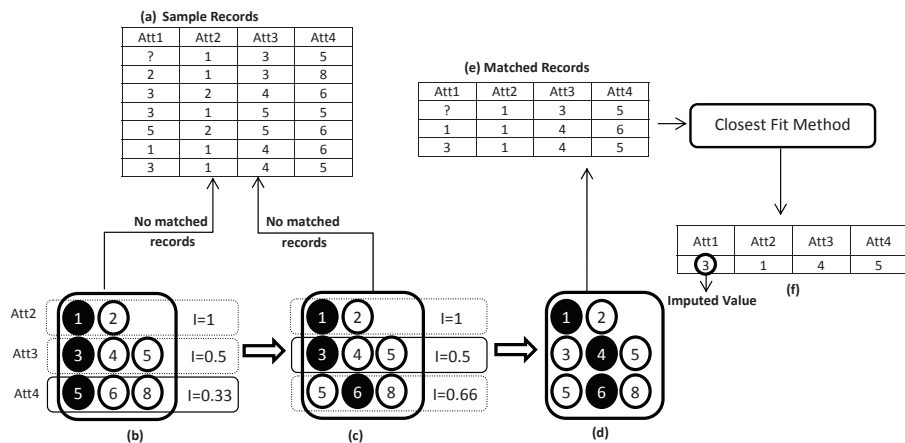 (a) Sample Records
Att1 Att2 Att3 Att4
? 1 3 5
2 1 3 8
3 2 4 6
3 1 5 5
5 2 5 6
1 1 4 6
3 1 4 5
(e) Matched Records
Att1 Att2 Att3 Att4
? 1 3 5
1 1 4 6
3 1 4 5
Closest Fit Method
No matched
records
No matched
records
Att1 Att2 Att3 Att4
3 1 4 5
Imputed Value
(f)
Att2 1 2 I=1
Att3 3 4 5 I=0.5
Att4 5 6 8 I=0.33
(b)
1 2 I=1
3 4 5 I=0.5
5 6 8 I=0.66
(c)
1 2
3 4 5
5 6 8
(d)